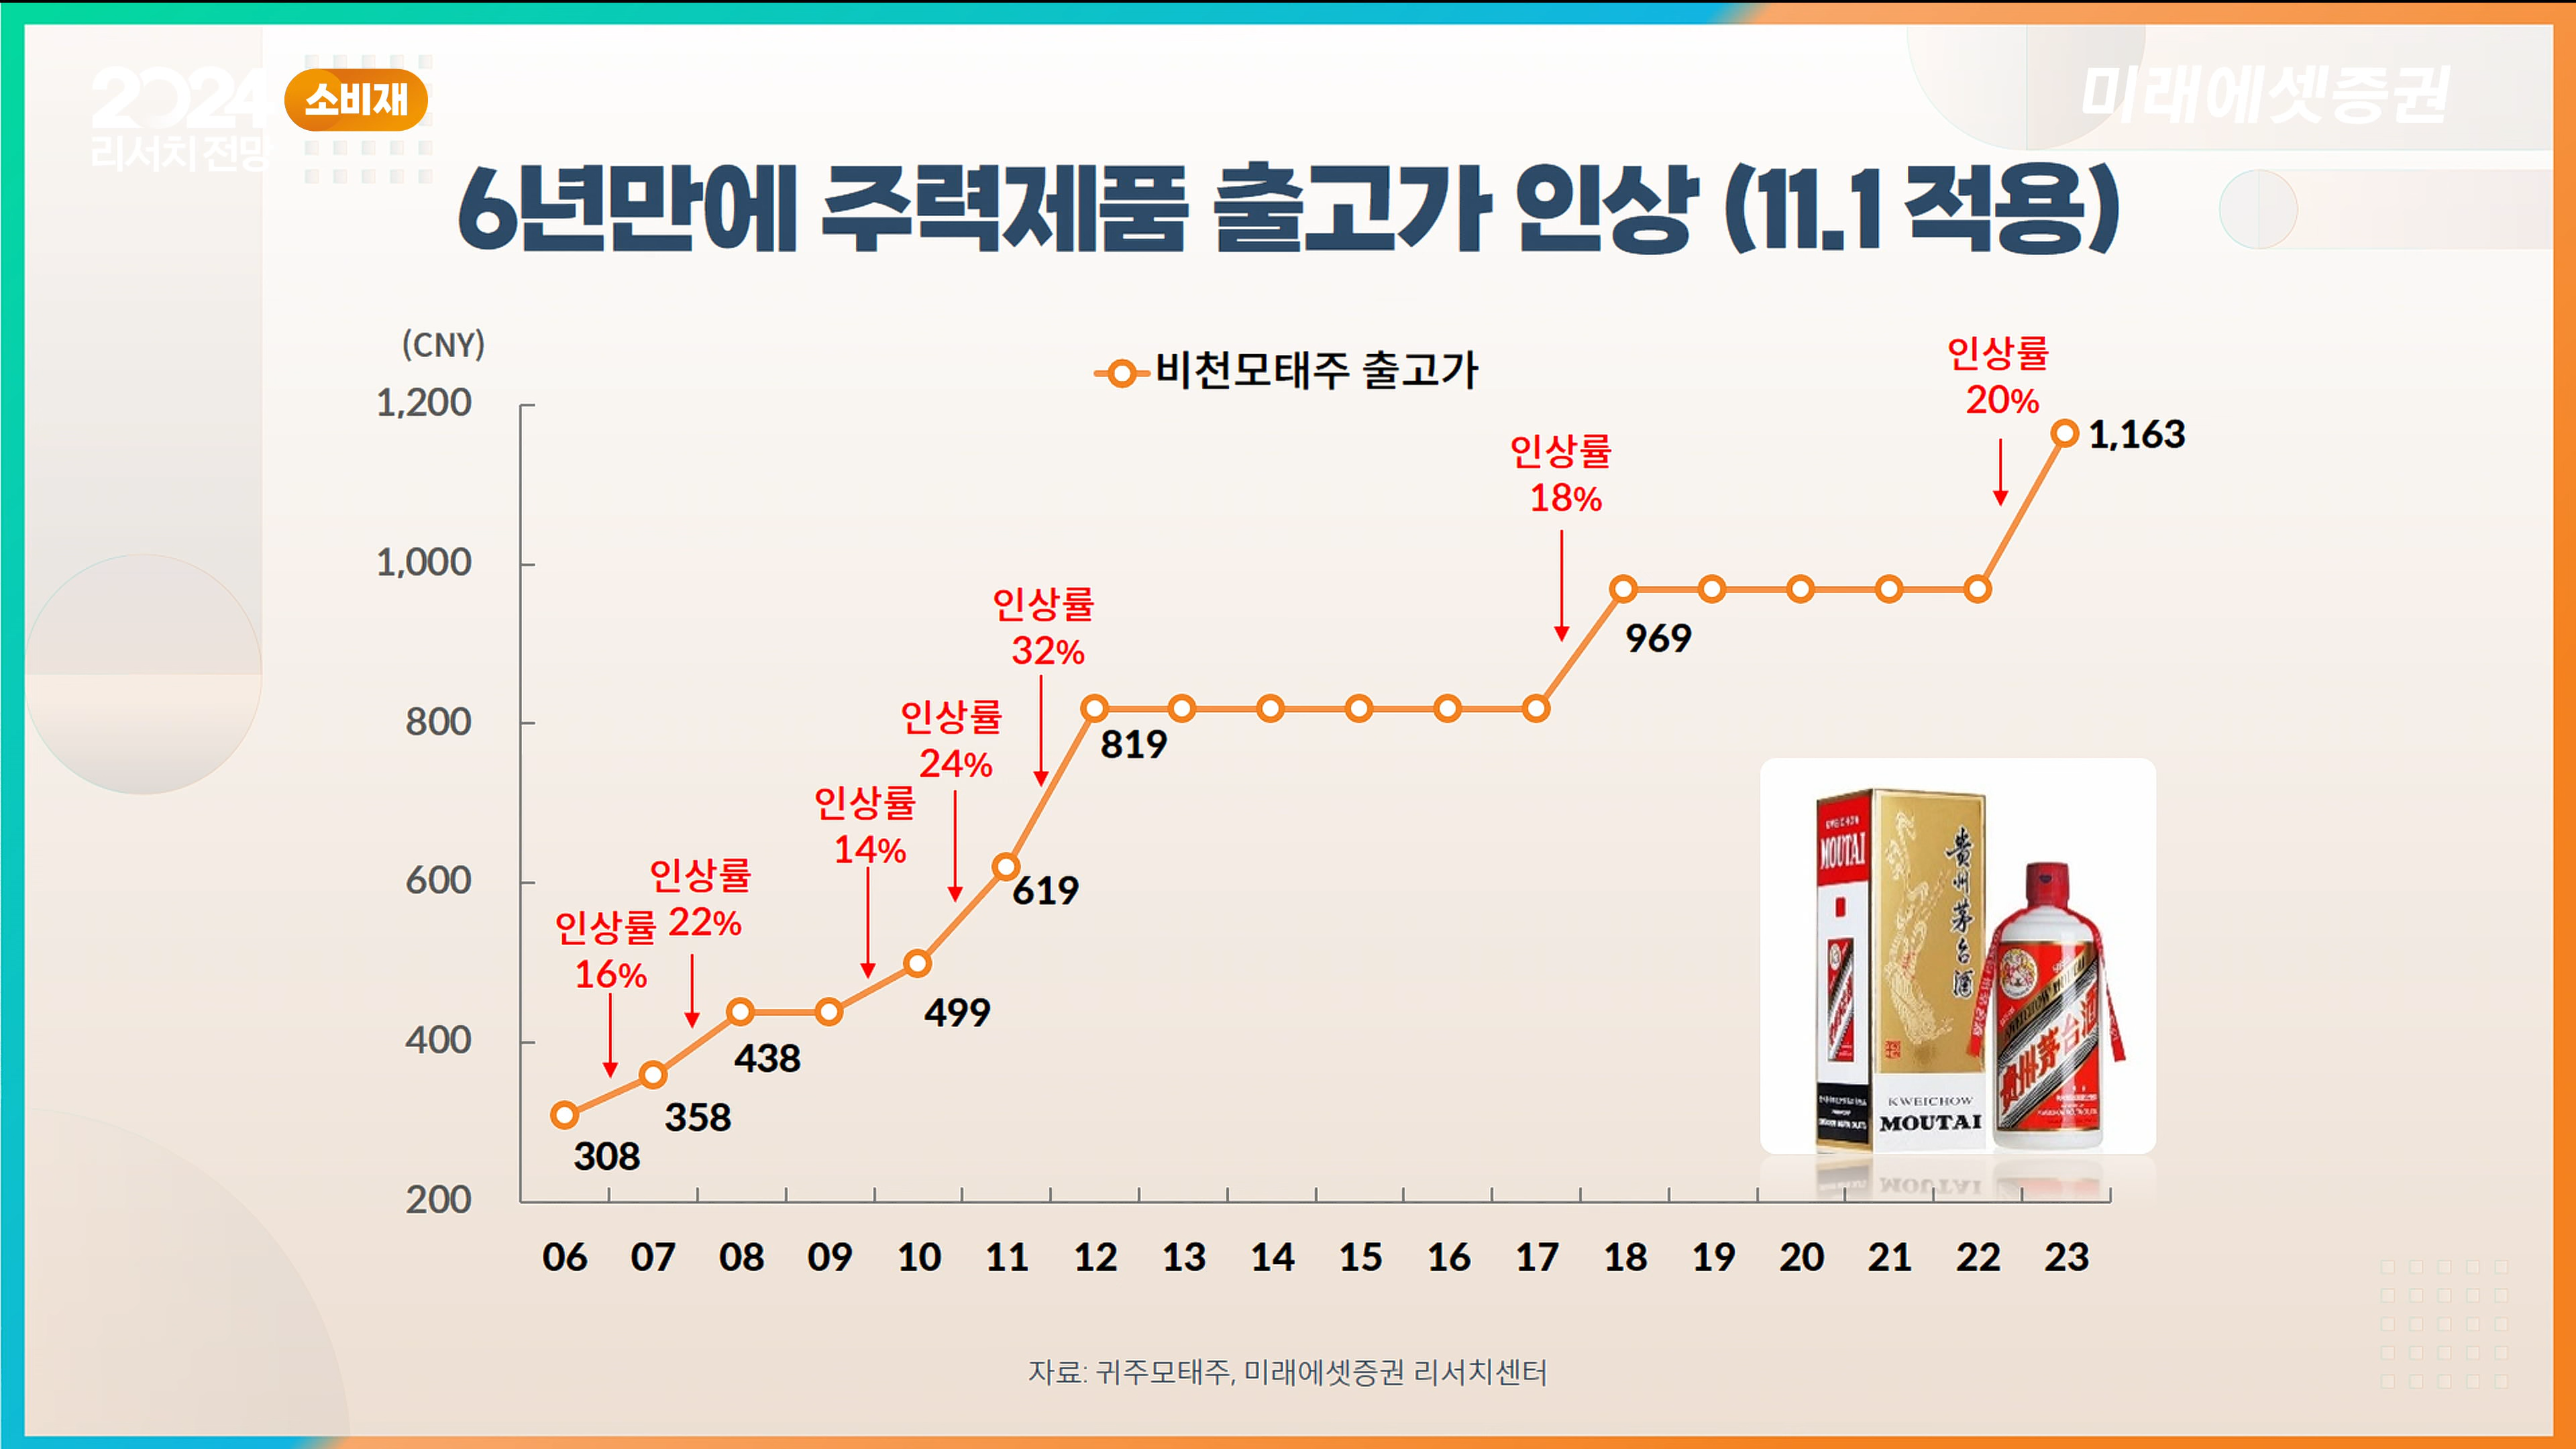 2024
리서치 전망
소비재
미래에셋증권
6년만에 주력제품 출고가 인상 (11.1 적용)
(CNY)
비천모태주 출고가
1,200
1,000
800
600
400
200
인상률
16%
인상률
22%
인상률
14%
인상률
24%
인상률
32%
인상률
18%
인상률
20%
308
358
438
499
619
819
969
1,163
06 07 08 09 10 11 12 13 14 15 16 17 18 19 20 21 22 23
MOUTAI
貴州茅台酒
KWEICHOW
MOUTAI
貴州茅台酒
자료: 귀주모태주, 미래에셋증권 리서치센터